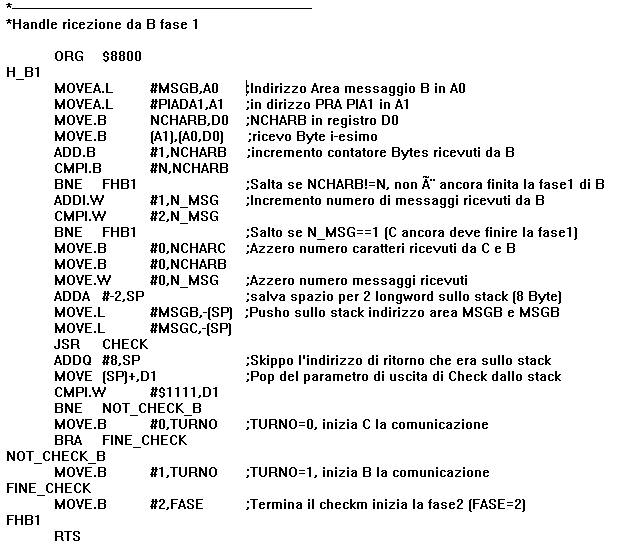 *————————————————————
*Handle ricezione da B fase 1
ORG $8800
H_B1
MOVEA.L #MSGB,A0 ;Indirizzo Area messaggio B in A0
MOVEA.L #PIADA1,A1 ;in dirizzo PRA PIA1 in A1
MOVE.B NCHARB,D0 ;NCHARB in registro D0
MOVE.B (A1),(A0,D0) ;ricevo Byte i-esimo
ADD.B #1,NCHARB ;incremento contatore Bytes ricevuti da B
CMPI.B #N,NCHARB
BNE FHB1 ;Salta se NCHARB!=N, non Ã¨ ancora finita la fase1 di B
ADDI.W #1,N_MSG ;Incremento numero di messaggi ricevuti da B
CMPI.W #2,N_MSG
BNE FHB1 ;Salto se N_MSG==1 (C ancora deve finire la fase1)
MOVE.B #0,NCHARC ;Azzero numero caratteri ricevuti da C e B
MOVE.B #0,NCHARB
MOVE.W #0,N_MSG ;Azzero numero messaggi ricevuti
ADDA #-2,SP ;salva spazio per 2 longword sullo stack (8 Byte)
MOVE.L #MSGB,-(SP) ;Pusho sullo stack indirizzo area MSGB e MSGB
MOVE.L #MSGC,-(SP)
JSR CHECK
ADDQ #8,SP ;Skippo l'indirizzo di ritorno che era sullo stack
MOVE (SP)+,D1 ;Pop del parametro di uscita di Check dallo stack
CMPI.W #$1111,D1
BNE NOT_CHECK_B
MOVE.B #0,TURNO ;TURNO=0, inizia C la comunicazione
BRA FINE_CHECK
NOT_CHECK_B
MOVE.B #1,TURNO ;TURNO=1, inizia B la comunicazione
FINE_CHECK
MOVE.B #2,FASE ;Termina il checkm inizia la fase2 (FASE=2)
FHB1
RTS